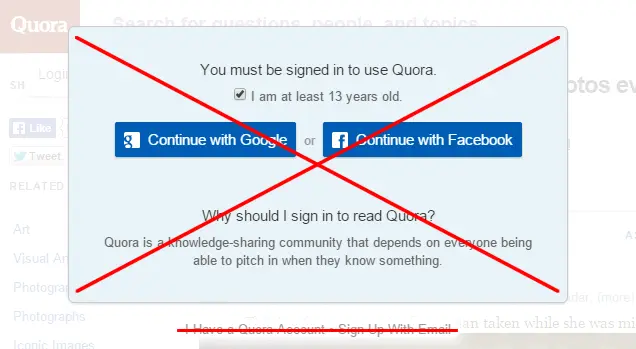 Quora
Search for questions, people, and topics
Login
SH
otos ev
Like
Tweet
RELATED
Art
Visual An
Photograp
Photographs
Iconic Images
You must be signed in to use Quora.
I am at least 13 years old.
Continue with Google or Continue with Facebook
Why should I sign in to read Quora?
Quora is a knowledge-sharing community that depends on everyone being
able to pitch in when they know something.
I Have a Quora Account • Sign Up With Email
(more)
an taken while she was mi